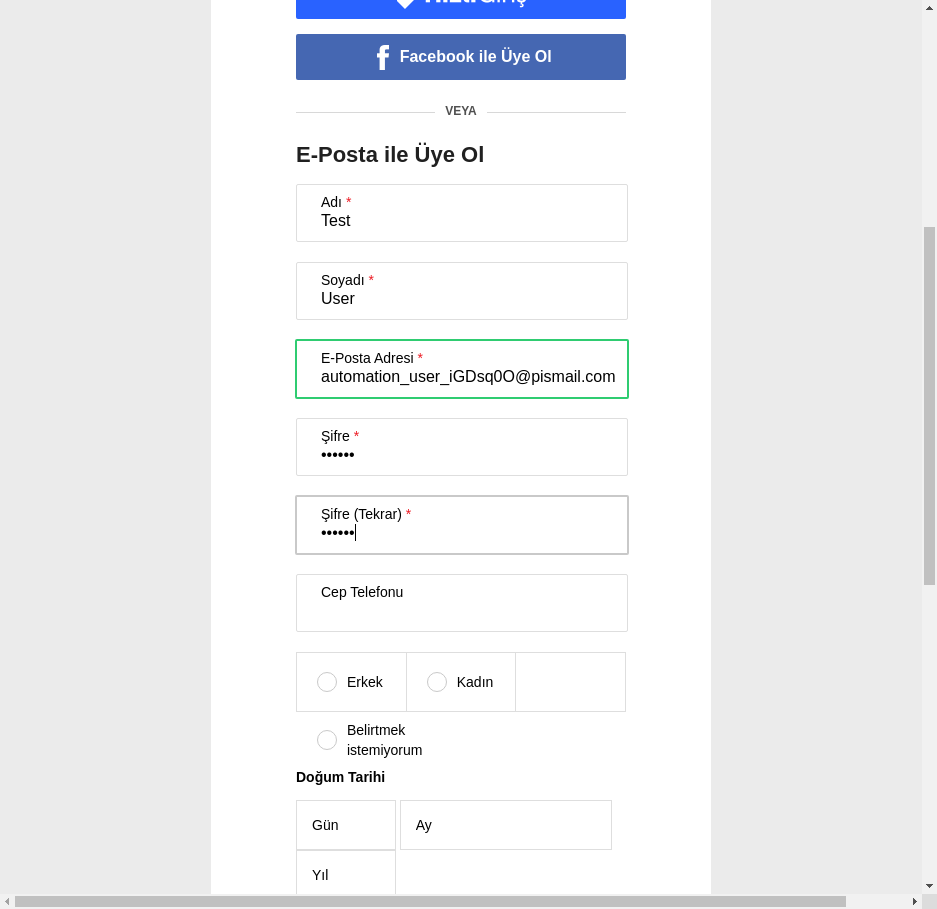 Facebook ile Üye Ol
VEYA
E-Posta ile Üye Ol
Adı *
Test
Soyadı *
User
E-Posta Adresi *
automation_user_iGDsq0O@pismail.com
Şifre *
••••••
Şifre (Tekrar) *
••••••
Cep Telefonu
Erkek Kadın
Belirtmek
istemiyorum
Doğum Tarihi
Gün Ay
Yıl